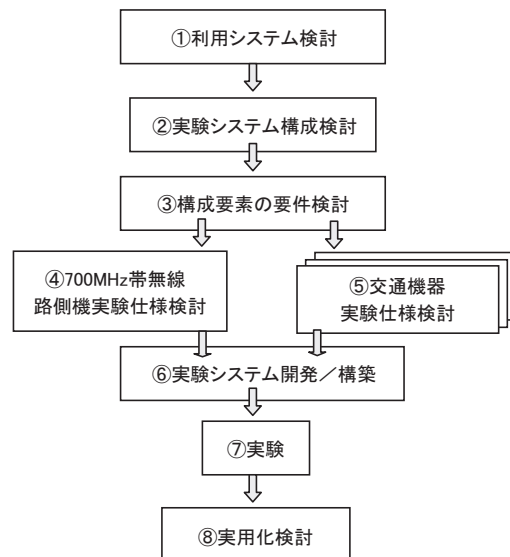 ①利用システム検討
②実験システム構成検討
③構成要素の要件検討
④700MHz帯無線
路側機実験仕様検討
⑤交通機器
実験仕様検討
⑥実験システム開発／構築
⑦実験
⑧実用化検討